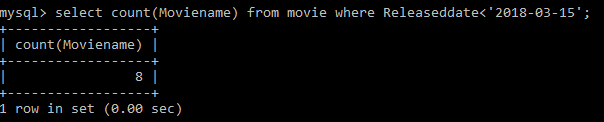 mysql> select count(Moviename) from movie where Releaseddate<'2018-03-15';
+------------------+
| count(Moviename) |
+------------------+
|                8 |
+------------------+
1 row in set (0.00 sec)